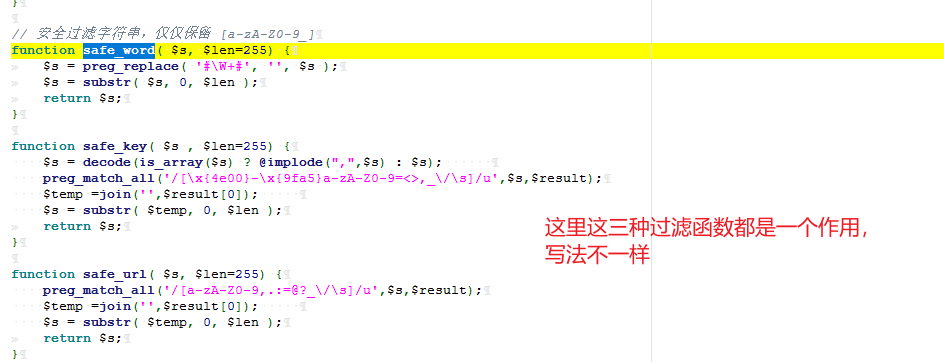 }
// 安全过滤字符串，仅仅保留 [a-zA-Z0-9_]
function safe_word( $s, $len=255) {
$s = preg_replace( '#\W+#', '', $s );
$s = substr( $s, 0, $len );
return $s;
}
function safe_key( $s , $len=255) {
$s = decode(is_array($s) ? @implode(",",$s) : $s);
preg_match_all('/[\x{4e00}-\x{9fa5}a-zA-Z0-9=<>,_\/\s]/u',$s,$result);
$temp =join('',$result[0]);
$s = substr( $temp, 0, $len );
return $s;
}
function safe_url( $s, $len=255) {
preg_match_all('/[a-zA-Z0-9,.:=@?_\/\s]/u',$s,$result);
$temp =join('',$result[0]);
$s = substr( $temp, 0, $len );
return $s;
}
这里这三种过滤函数都是一个作用，
写法不一样